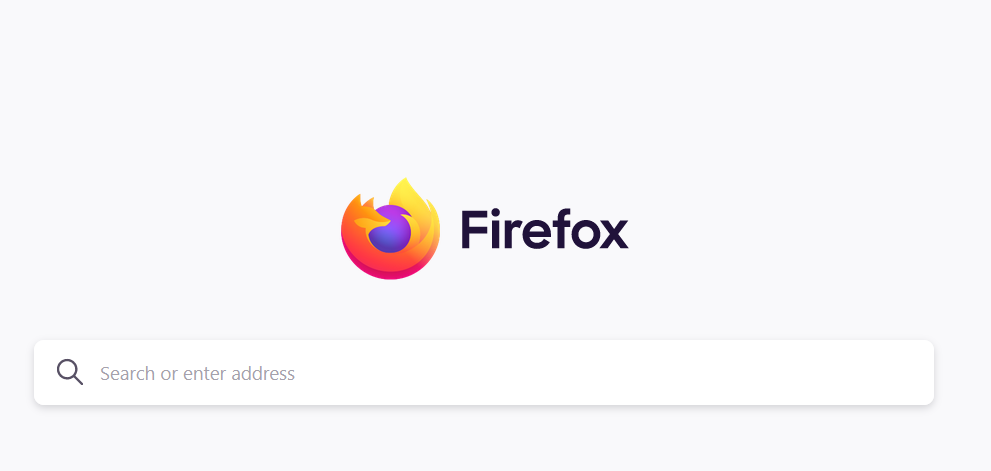 Firefox
Search or enter address